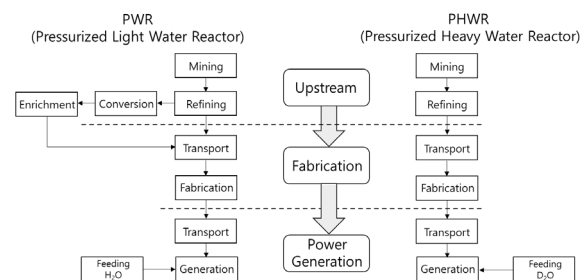 PWR
(Pressurized Light Water Reactor)
PHWR
(Pressurized Heavy Water Reactor)
Mining
Enrichment
Conversion
Refining
Transport
Fabrication
Transport
Feeding
H₂O
Generation
Upstream
Fabrication
Power
Generation
Mining
Refining
Transport
Fabrication
Transport
Generation
Feeding
D₂O